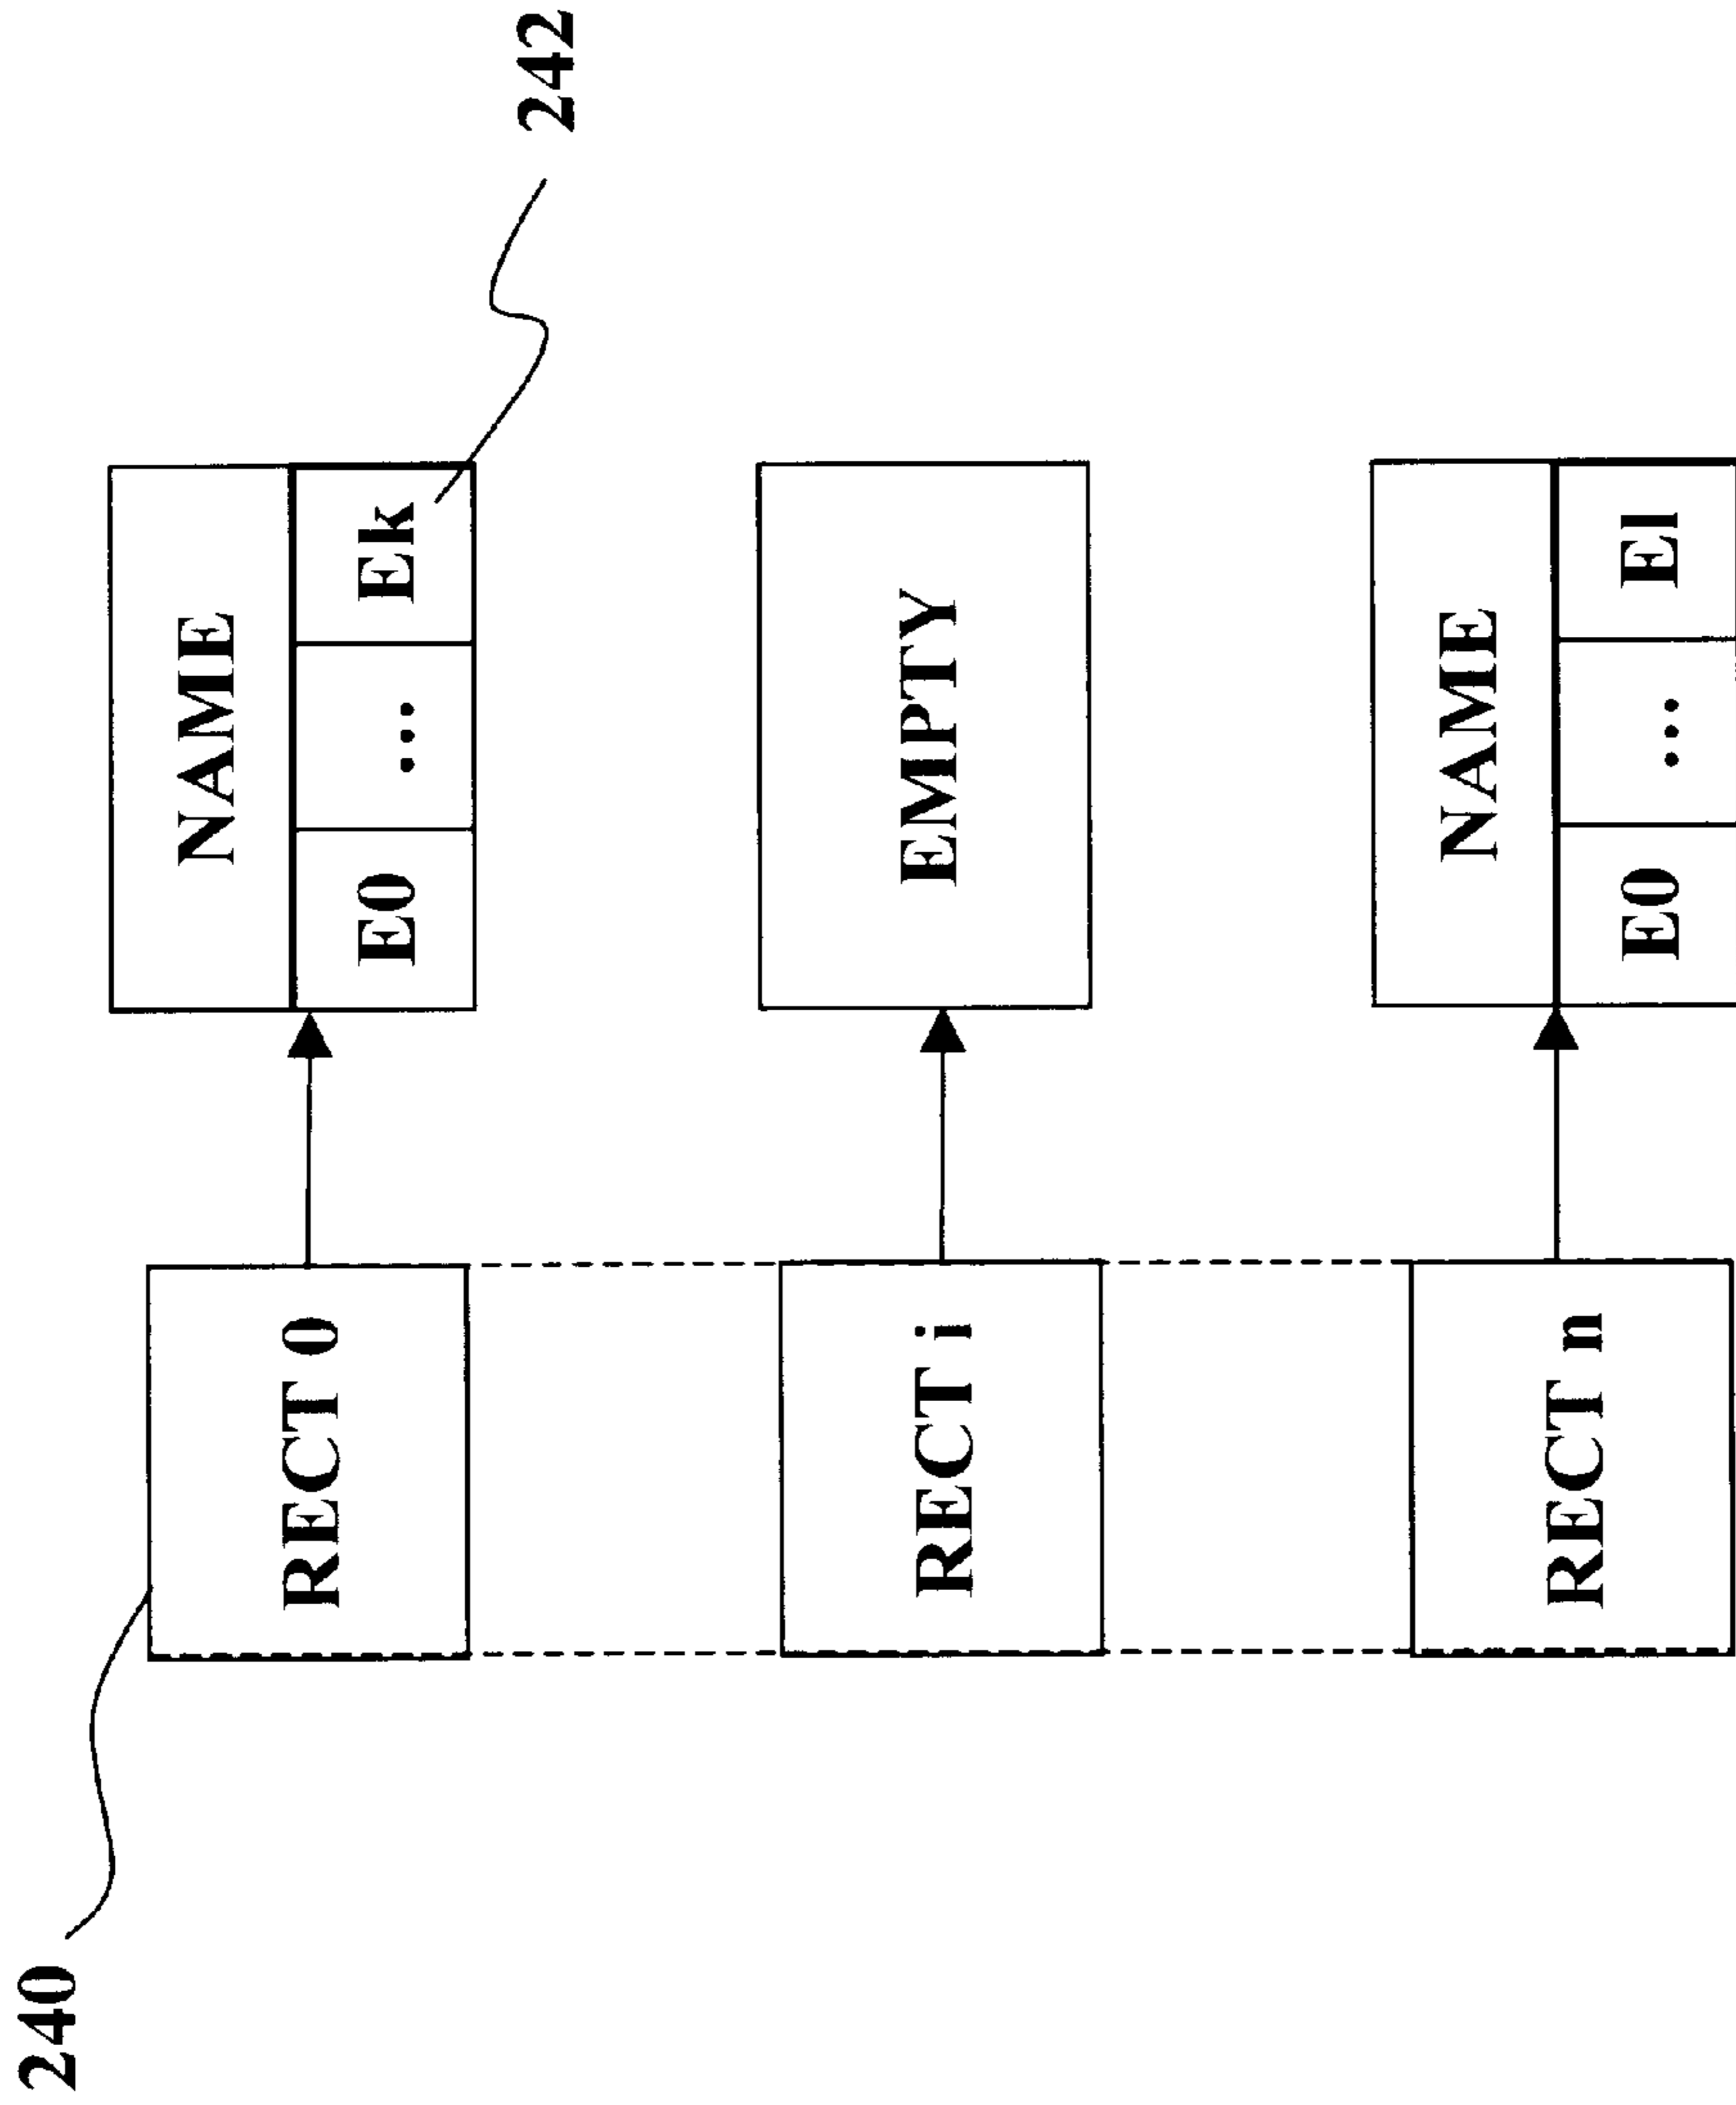 240
RECT 0
NAME
E0
...
Ek
242
RECT i
EMPTY
RECT n
NAME
E0
...
El